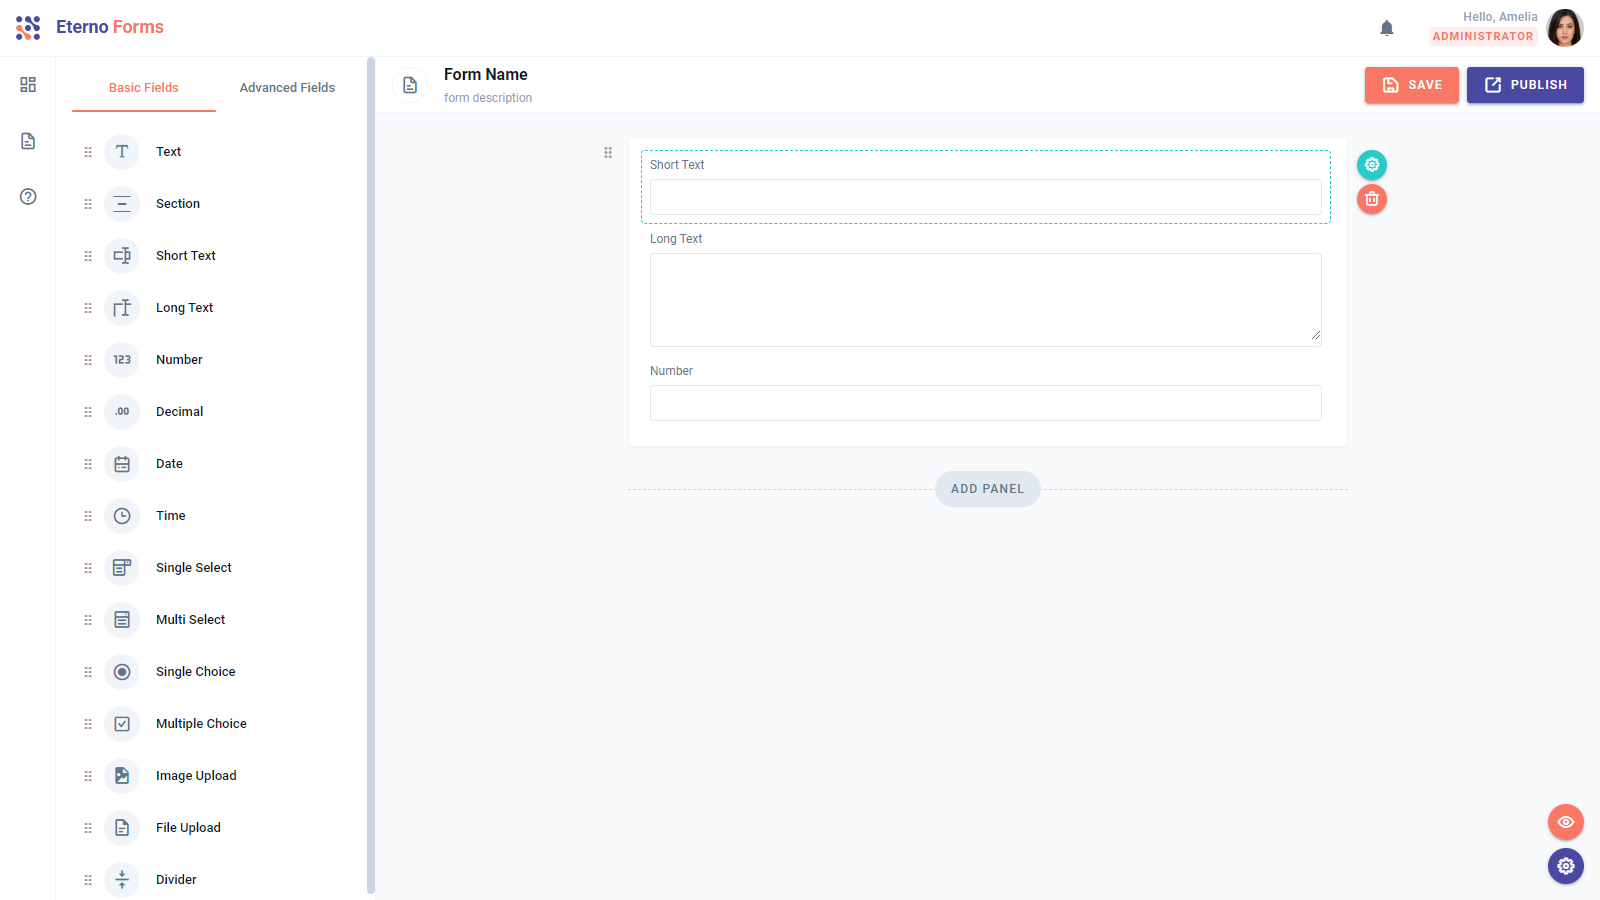 Eterno Forms
Hello, Amelia
ADMINISTRATOR
Basic Fields
Advanced Fields
Form Name
form description
SAVE
PUBLISH
T Text
Section
Short Text
Long Text
123 Number
.00 Decimal
Date
Time
Single Select
Multi Select
Single Choice
Multiple Choice
Image Upload
File Upload
Divider
Short Text
Long Text
Number
ADD PANEL